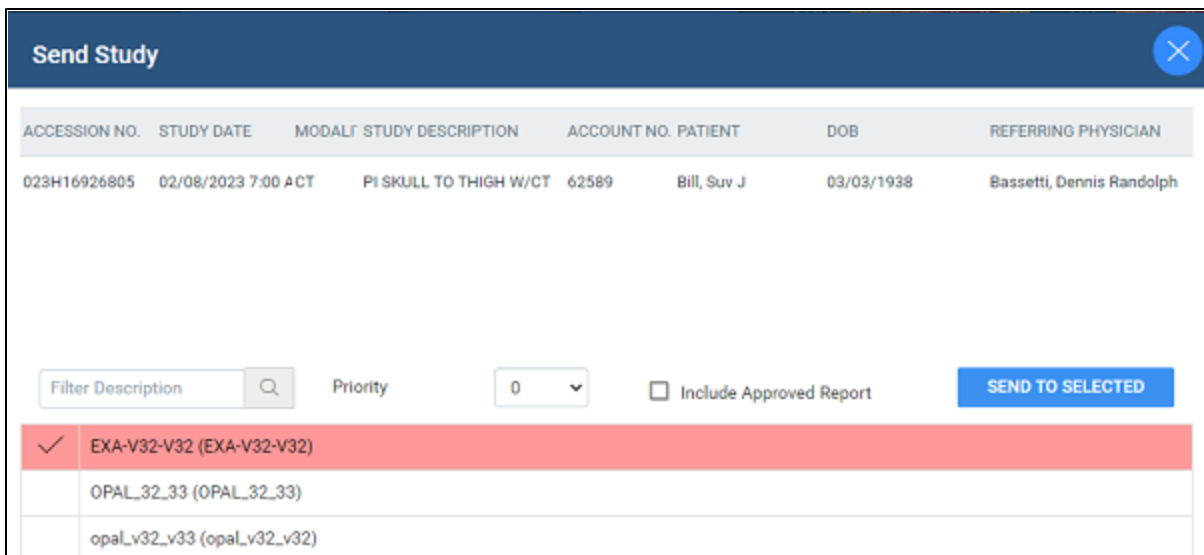 Send Study
ACCESSION NO. STUDY DATE MODALI STUDY DESCRIPTION ACCOUNT NO. PATIENT DOB REFERRING PHYSICIAN
023H16926805 02/08/2023 7:00 A CT PI SKULL TO THIGH W/CT 62589 Bill, Suv J 03/03/1938 Bassetti, Dennis Randolph
Filter Description Priority 0 Include Approved Report SEND TO SELECTED
EXA-V32-V32 (EXA-V32-V32)
OPAL_32_33 (OPAL_32_33)
opal_v32_v33 (opal_v32_v32)